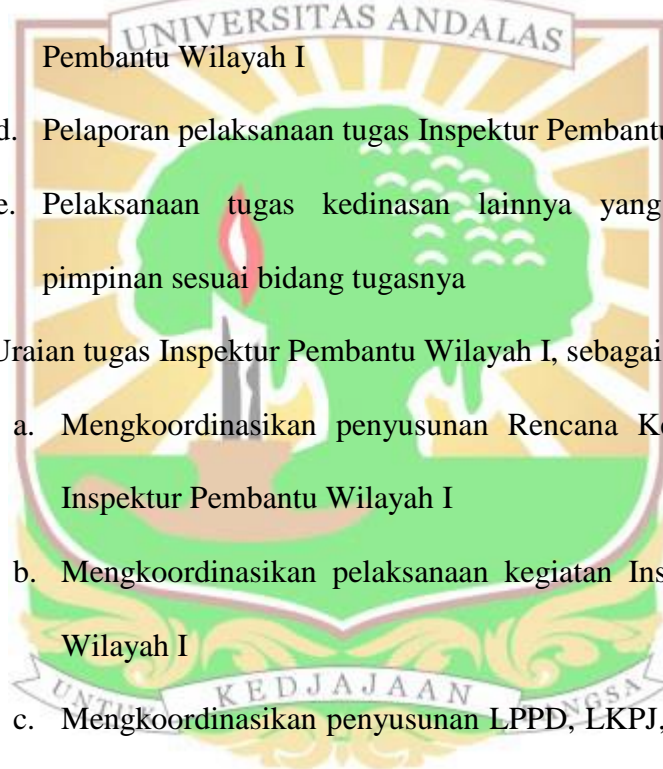 UNIVERSITAS ANDALAS
Pembantu Wilayah I
d. Pelaporan pelaksanaan tugas Inspektur Pembantu
e. Pelaksanaan tugas kedinasan lainnya yang
pimpinan sesuai bidang tugasnya
Uraian tugas Inspektur Pembantu Wilayah I, sebagai
a. Mengkoordinasikan penyusunan Rencana
Inspektur Pembantu Wilayah I
b. Mengkoordinasikan pelaksanaan kegiatan
Wilayah I
UNTUK KEDJAJAAN BANGSA
c. Mengkoordinasikan penyusunan LPPD, LKPJ,